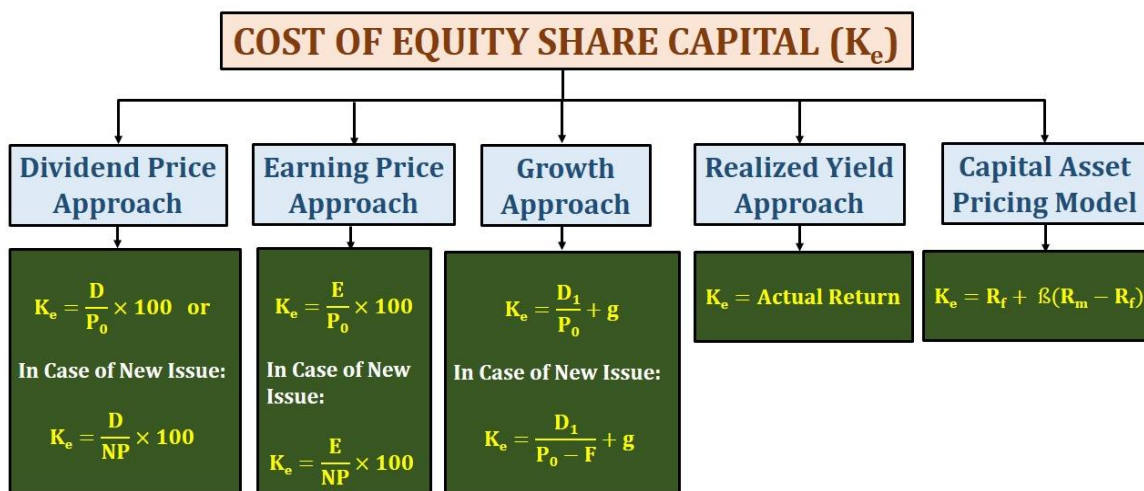 COST OF EQUITY SHARE CAPITAL (Kₑ)
Dividend Price
Approach
Kₑ = D/P₀ × 100 or
In Case of New Issue:
Kₑ = D/NP × 100
Earning Price
Approach
Kₑ = E/P₀ × 100
In Case of New
Issue:
Kₑ = E/NP × 100
Growth
Approach
Kₑ = D₁/P₀ + g
In Case of New Issue:
Kₑ = D₁/(P₀ − F) + g
Realized Yield
Approach
Kₑ = Actual Return
Capital Asset
Pricing Model
Kₑ = R_f + ß(R_m − R_f)